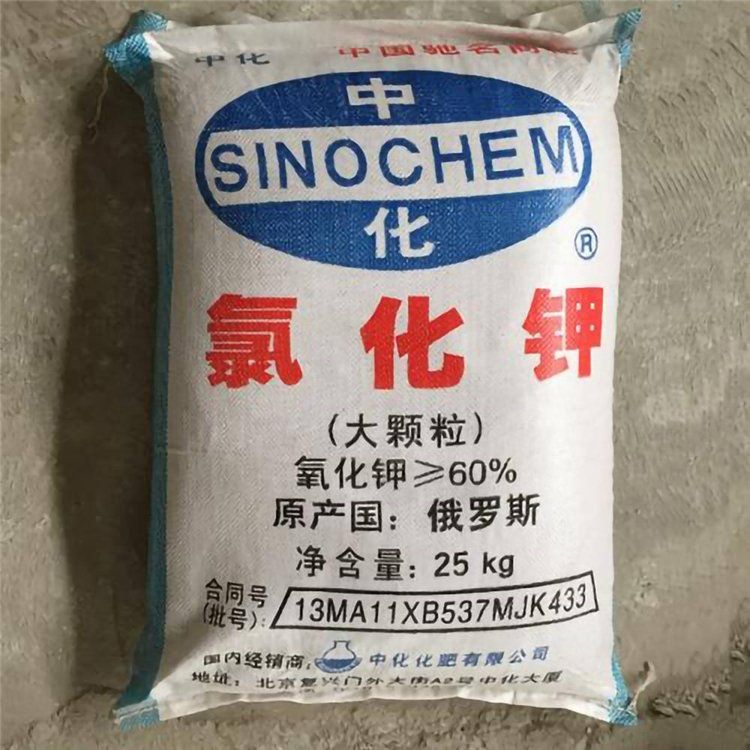 中化 中国驰名商标
中
SINOCHEM
化
®
氯化钾
(大颗粒)
氧化钾≥60%
原产国：俄罗斯
净含量：25 kg
合同号
(批号)：13MA11XB537MJK433
国内经销商：中化化肥有限公司
地址：北京复兴门外大街A2号中化大厦